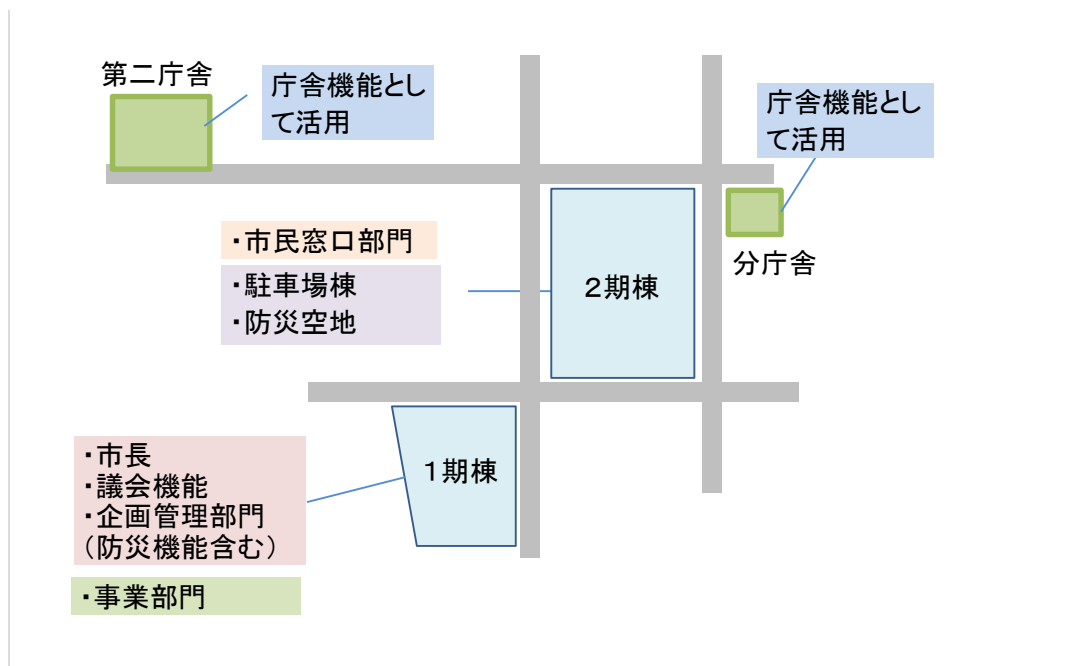 第二庁舎
庁舎機能とし
て活用
庁舎機能とし
て活用
分庁舎
・市民窓口部門
・駐車場棟
・防災空地
２期棟
１期棟
・市長
・議会機能
・企画管理部門
（防災機能含む）
・事業部門